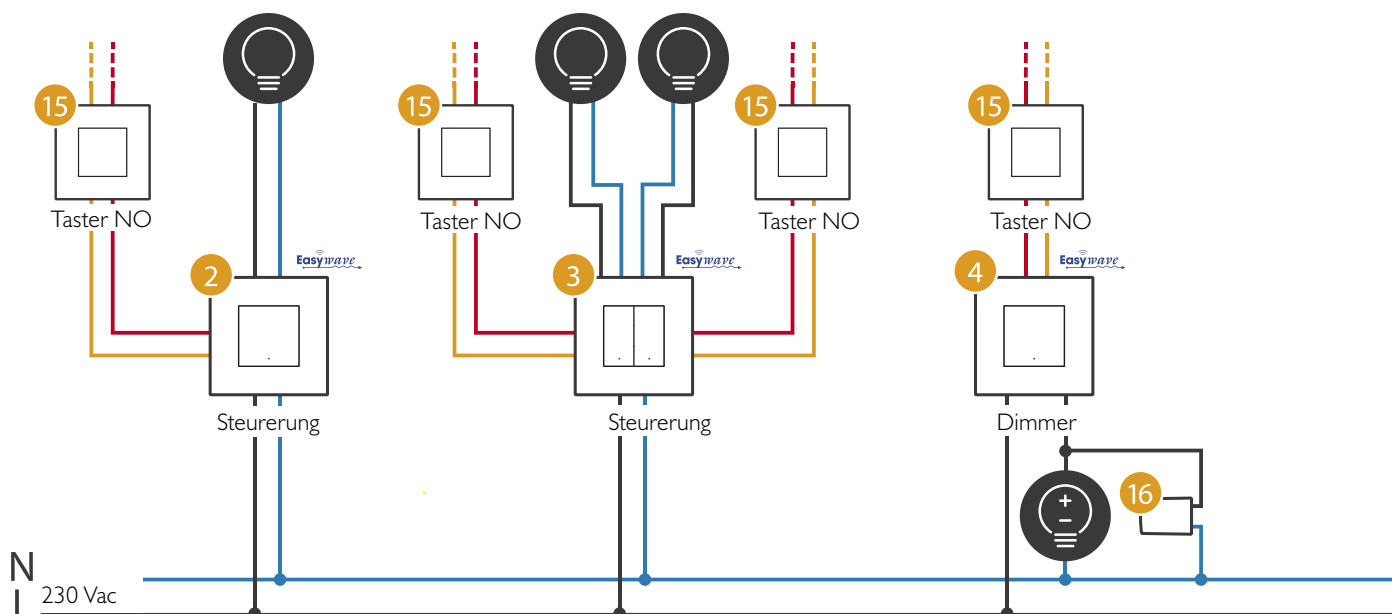 15
15
15
15
Taster NO
Taster NO
Taster NO
Taster NO
Easywave
Easywave
Easywave
2
3
4
Steurerung
Steurerung
Dimmer
16
+
−
N
230 Vac
L